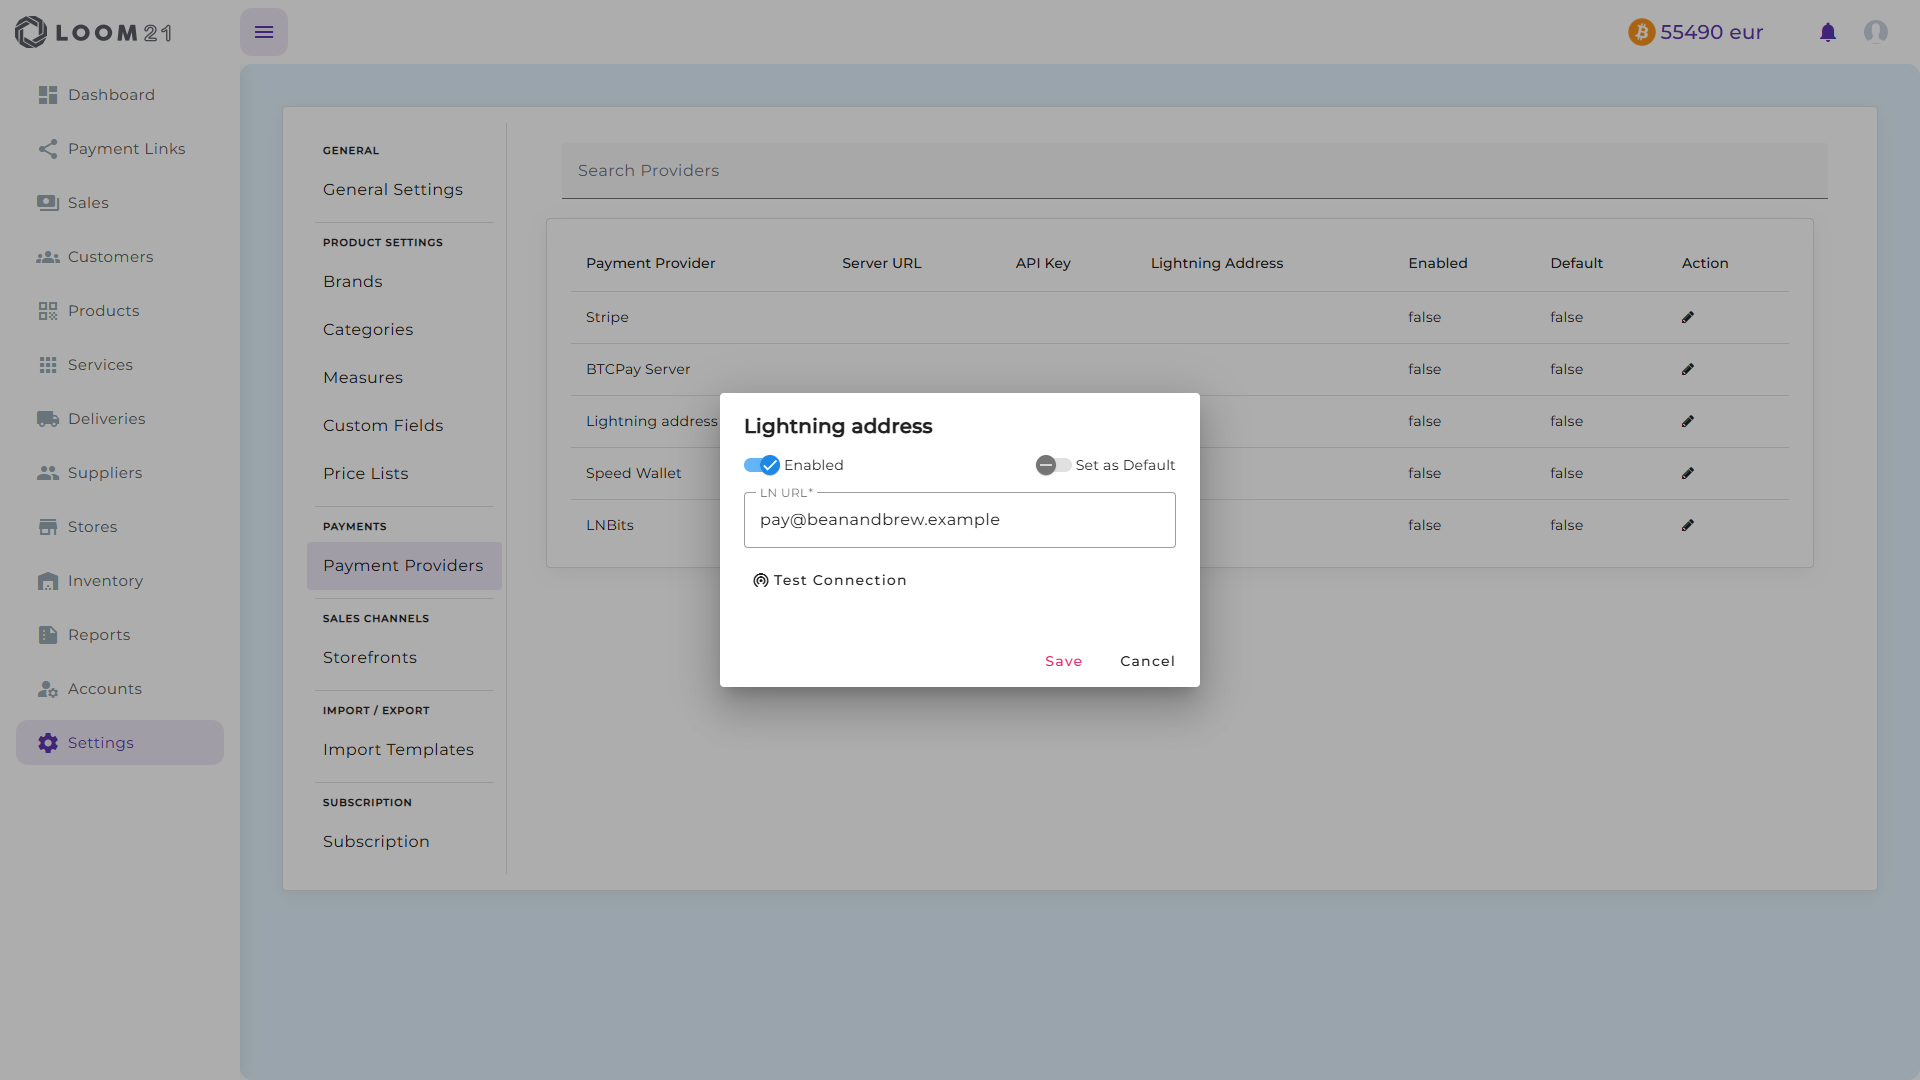 LOOM 21
55490 eur
Dashboard
Payment Links
Sales
Customers
Products
Services
Deliveries
Suppliers
Stores
Inventory
Reports
Accounts
Settings
GENERAL
General Settings
PRODUCT SETTINGS
Brands
Categories
Measures
Custom Fields
Price Lists
PAYMENTS
Payment Providers
SALES CHANNELS
Storefronts
IMPORT / EXPORT
Import Templates
SUBSCRIPTION
Subscription
Search Providers
Payment Provider Server URL API Key Lightning Address Enabled Default Action
Stripe false false
BTCPay Server false false
Lightning address false false
Speed Wallet false false
LNBits false false
Lightning address
Enabled Set as Default
LN URL*
pay@beanandbrew.example
Test Connection
Save Cancel